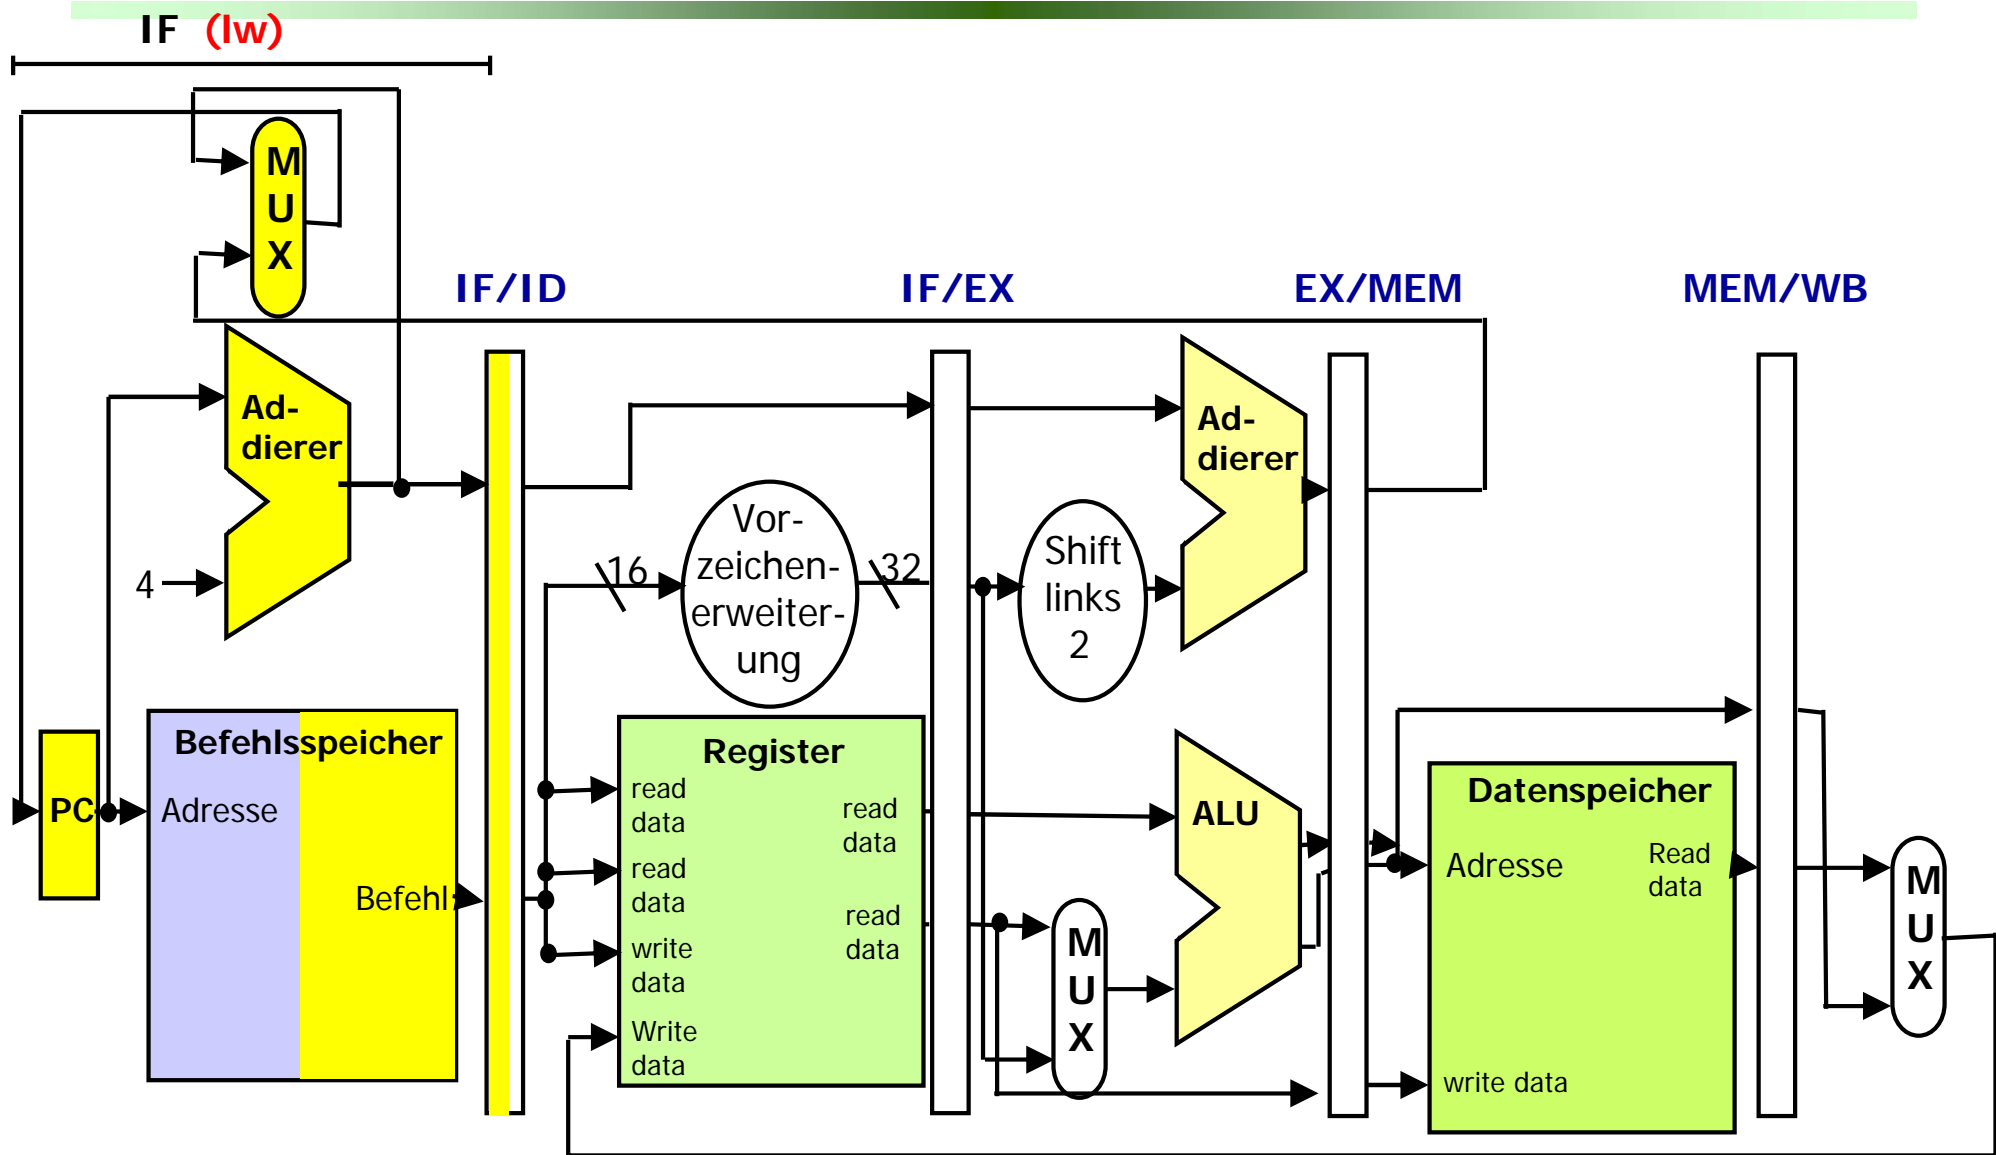 IF (lw)
M
U
X
IF/ID
IF/EX
EX/MEM
MEM/WB
Ad-
dierer
4
16
Vor-
zeichen-
erweiter-
ung
32
Shift
links
2
Ad-
dierer
PC
Befehlsspeicher
Adresse
Befehl
Register
read
data
read
data
write
data
Write
data
read
data
read
data
M
U
X
ALU
Datenspeicher
Adresse
Read
data
write data
M
U
X